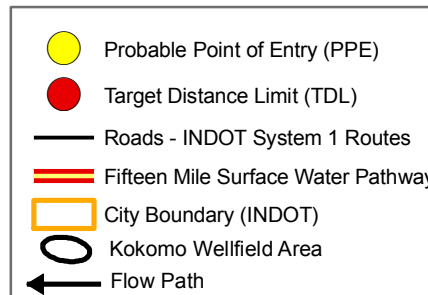 Probable Point of Entry (PPE)
Target Distance Limit (TDL)
Roads - INDOT System 1 Routes
Fifteen Mile Surface Water Pathway
City Boundary (INDOT)
Kokomo Wellfield Area
Flow Path